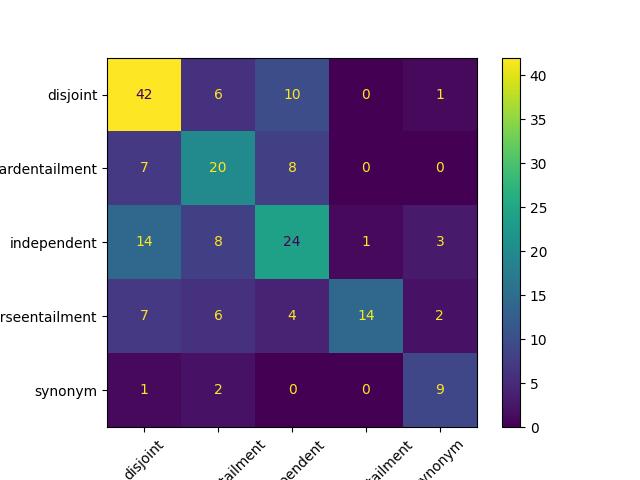 disjoint 42 6 10 0 1
ardentailment 7 20 8 0 0
independent 14 8 24 1 3
rseentailment 7 6 4 14 2
synonym 1 2 0 0 9
disjoint tailment pendent tailment ynonym
40
35
30
25
20
15
10
5
0